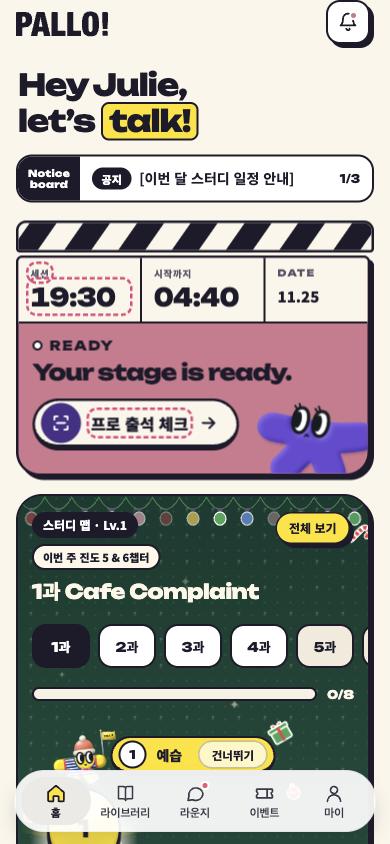 PALLO!
Hey Julie,
let's talk!
Notice
board
공지
[이번 달 스터디 일정 안내]
1/3
세션
시작까지
DATE
19:30
04:40
11.25
READY
Your stage is ready.
프로 출석 체크 →
스터디 맵 · Lv.1
전체 보기
이번 주 진도 5 & 6챕터
1과 Cafe Complaint
1과
2과
3과
4과
5과
0/8
1 예습
건너뛰기
홈
라이브러리
라운지
이벤트
마이